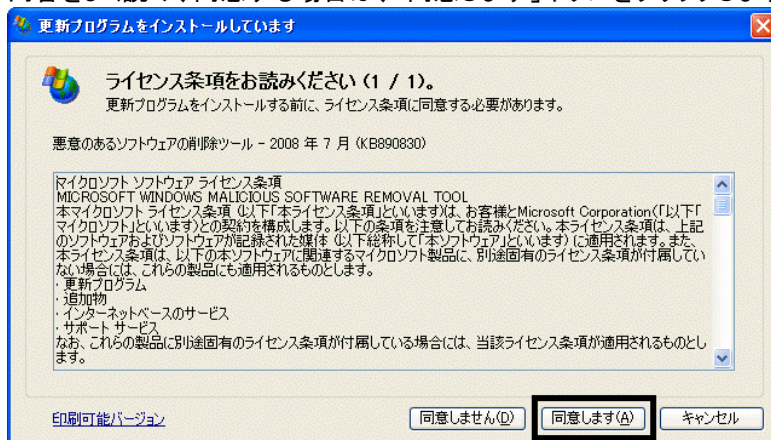 更新プログラムをインストールしています
ライセンス条項をお読みください (1 / 1)。
更新プログラムをインストールする前に、ライセンス条項に同意する必要があります。
悪意のあるソフトウェアの削除ツール - 2008 年 7 月 (KB890830)
マイクロソフト ソフトウェア ライセンス条項
MICROSOFT WINDOWS MALICIOUS SOFTWARE REMOVAL TOOL
本マイクロソフト ライセンス条項 (以下「本ライセンス条項」といいます)は、お客様とMicrosoft Corporation(「以下「
マイクロソフト」といいます)との契約を構成します。以下の条項を注意してお読みください。本ライセンス条項は、上記
のソフトウェアおよびソフトウェアが記録された媒体 (以下総称して「本ソフトウェア」といいます) に適用されます。また、
本ライセンス条項は、以下の本ソフトウェアに関連するマイクロソフト製品に、別途固有のライセンス条項が付属してい
ない場合には、これらの製品にも適用されるものとします。
・更新プログラム
・追加物
・インターネットベースのサービス
・サポート サービス
なお、これらの製品に別途固有のライセンス条項が付属している場合には、当該ライセンス条項が適用されるものとし
ます。
印刷可能バージョン
同意しません(D)
同意します(A)
キャンセル